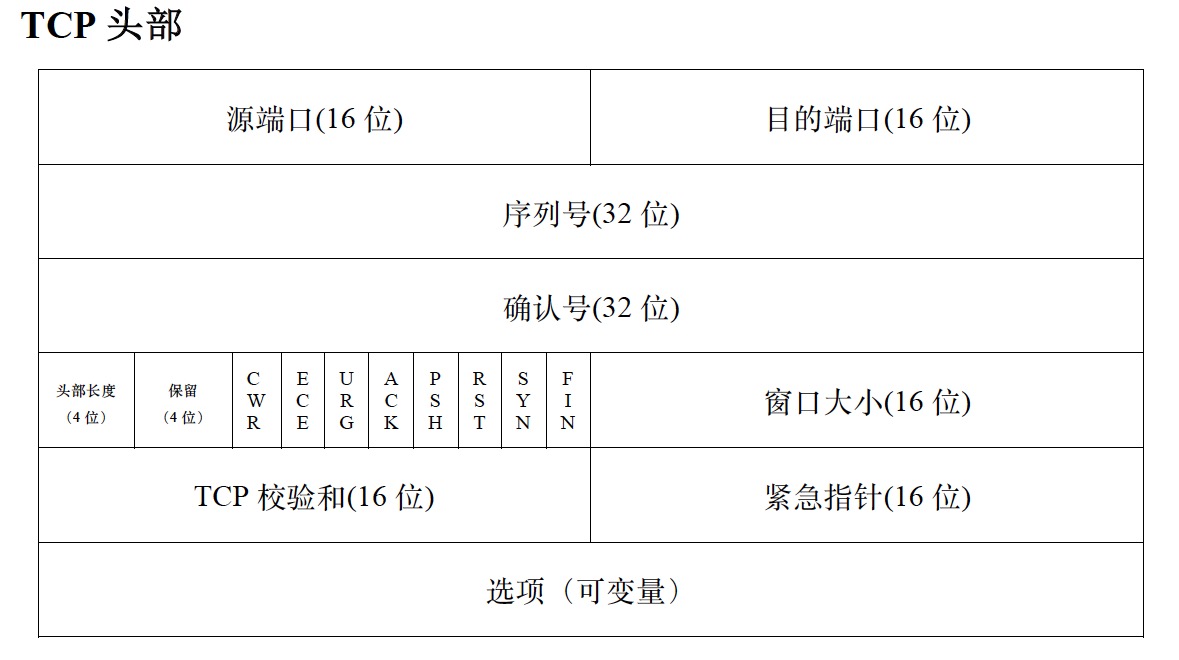 TCP 头部
源端口(16 位)
目的端口(16 位)
序列号(32 位)
确认号(32 位)
头部长度
（4 位）
保留
（4 位）
CWR
ECE
URG
ACK
PSH
RST
SYN
FIN
窗口大小(16 位)
TCP 校验和(16 位)
紧急指针(16 位)
选项（可变量）